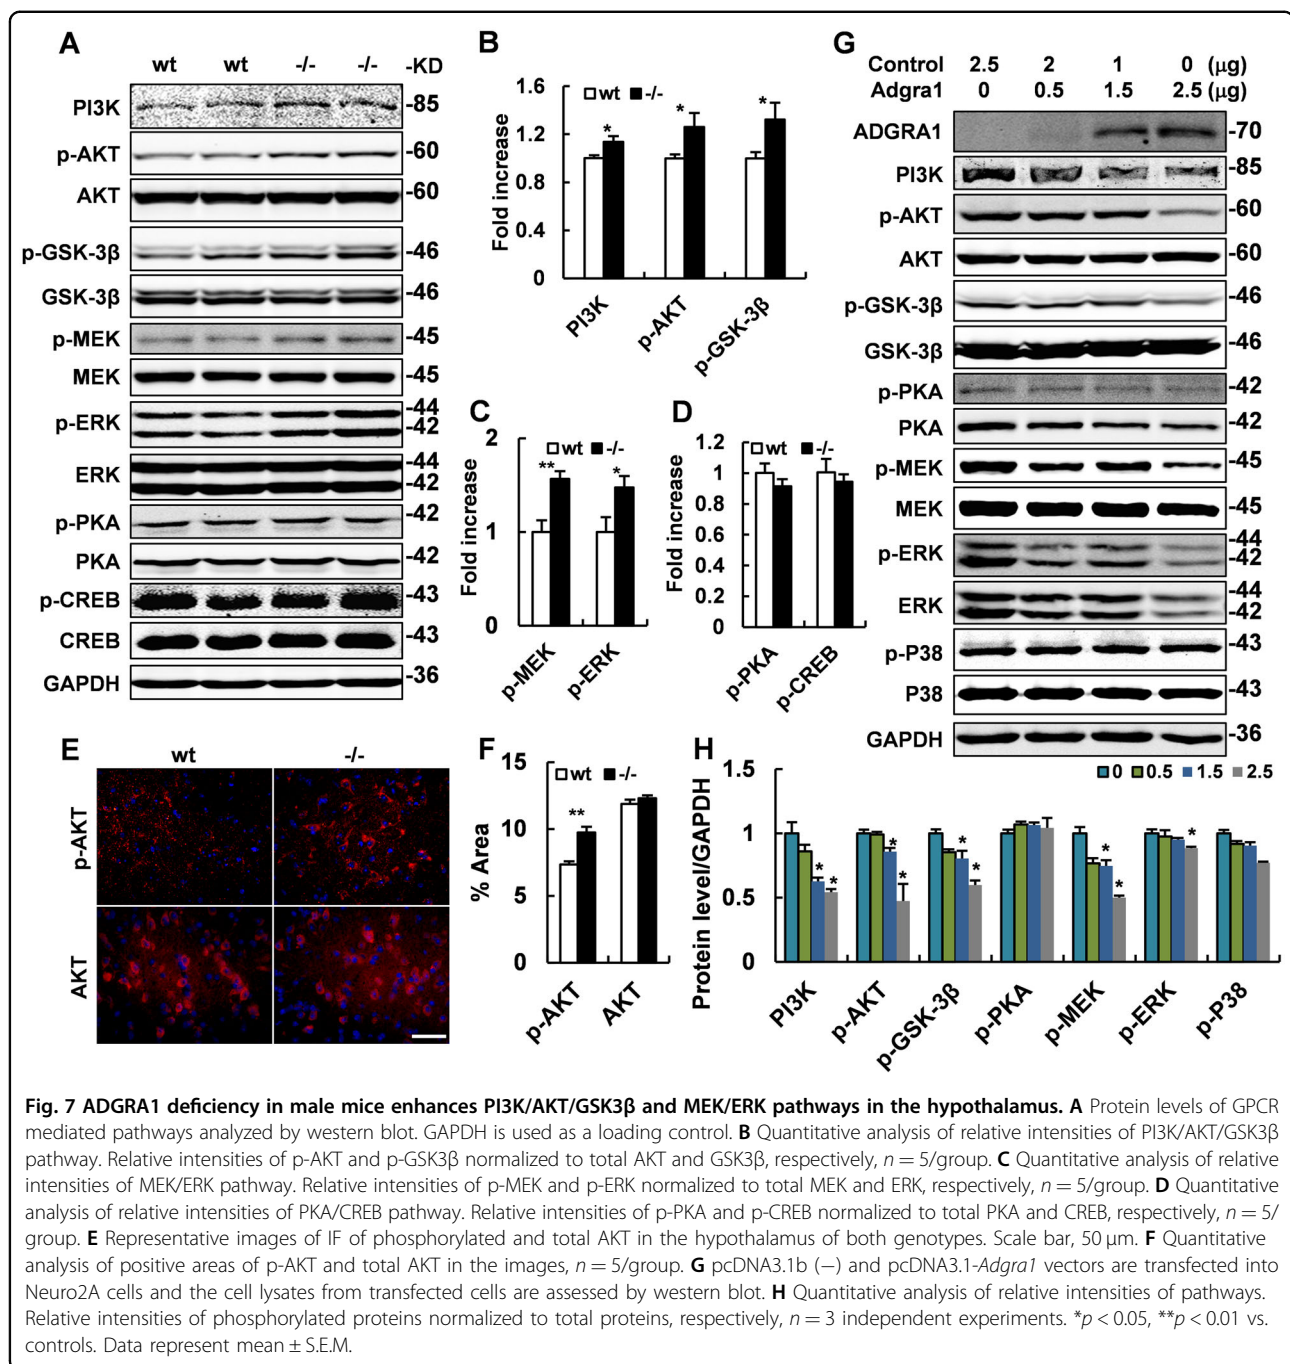 A
wt wt -/- -/- -KD
PI3K -85
p-AKT -60
AKT -60
p-GSK-3β -46
GSK-3β -46
p-MEK -45
MEK -45
p-ERK -44
-42
ERK -44
-42
p-PKA -42
PKA -42
p-CREB -43
CREB -43
GAPDH -36
B
wt -/-
Fold increase
1.6
1.2
0.8
0.4
0
* * *
PI3K p-AKT p-GSK-3β
C
wt -/-
Fold increase
2
1
0
** *
p-MEK p-ERK
D
wt -/-
Fold increase
1.2
1
0.8
0.6
0.4
0.2
0
p-PKA p-CREB
E
wt -/-
p-AKT
AKT
F
wt -/-
% Area
15
10
5
0
**
p-AKT AKT
G
Control 2.5 2 1 0 (μg)
Adgra1 0 0.5 1.5 2.5 (μg)
ADGRA1 -70
PI3K -85
p-AKT -60
AKT -60
p-GSK-3β -46
GSK-3β -46
p-PKA -42
PKA -42
p-MEK -45
MEK -45
p-ERK -44
-42
ERK -44
-42
p-P38 -43
P38 -43
GAPDH -36
H
0 0.5 1.5 2.5
Protein level/GAPDH
1.5
1
0.5
0
* * * * * * * * *
PI3K p-AKT p-GSK-3β p-PKA p-MEK p-ERK p-P38
Fig. 7 ADGRA1 deficiency in male mice enhances PI3K/AKT/GSK3β and MEK/ERK pathways in the hypothalamus. A Protein levels of GPCR
mediated pathways analyzed by western blot. GAPDH is used as a loading control. B Quantitative analysis of relative intensities of PI3K/AKT/GSK3β
pathway. Relative intensities of p-AKT and p-GSK3β normalized to total AKT and GSK3β, respectively, n = 5/group. C Quantitative analysis of relative
intensities of MEK/ERK pathway. Relative intensities of p-MEK and p-ERK normalized to total MEK and ERK, respectively, n = 5/group. D Quantitative
analysis of relative intensities of PKA/CREB pathway. Relative intensities of p-PKA and p-CREB normalized to total PKA and CREB, respectively, n = 5/
group. E Representative images of IF of phosphorylated and total AKT in the hypothalamus of both genotypes. Scale bar, 50 μm. F Quantitative
analysis of positive areas of p-AKT and total AKT in the images, n = 5/group. G pcDNA3.1b (−) and pcDNA3.1-Adgra1 vectors are transfected into
Neuro2A cells and the cell lysates from transfected cells are assessed by western blot. H Quantitative analysis of relative intensities of pathways.
Relative intensities of phosphorylated proteins normalized to total proteins, respectively, n = 3 independent experiments. *p < 0.05, **p < 0.01 vs.
controls. Data represent mean ± S.E.M.